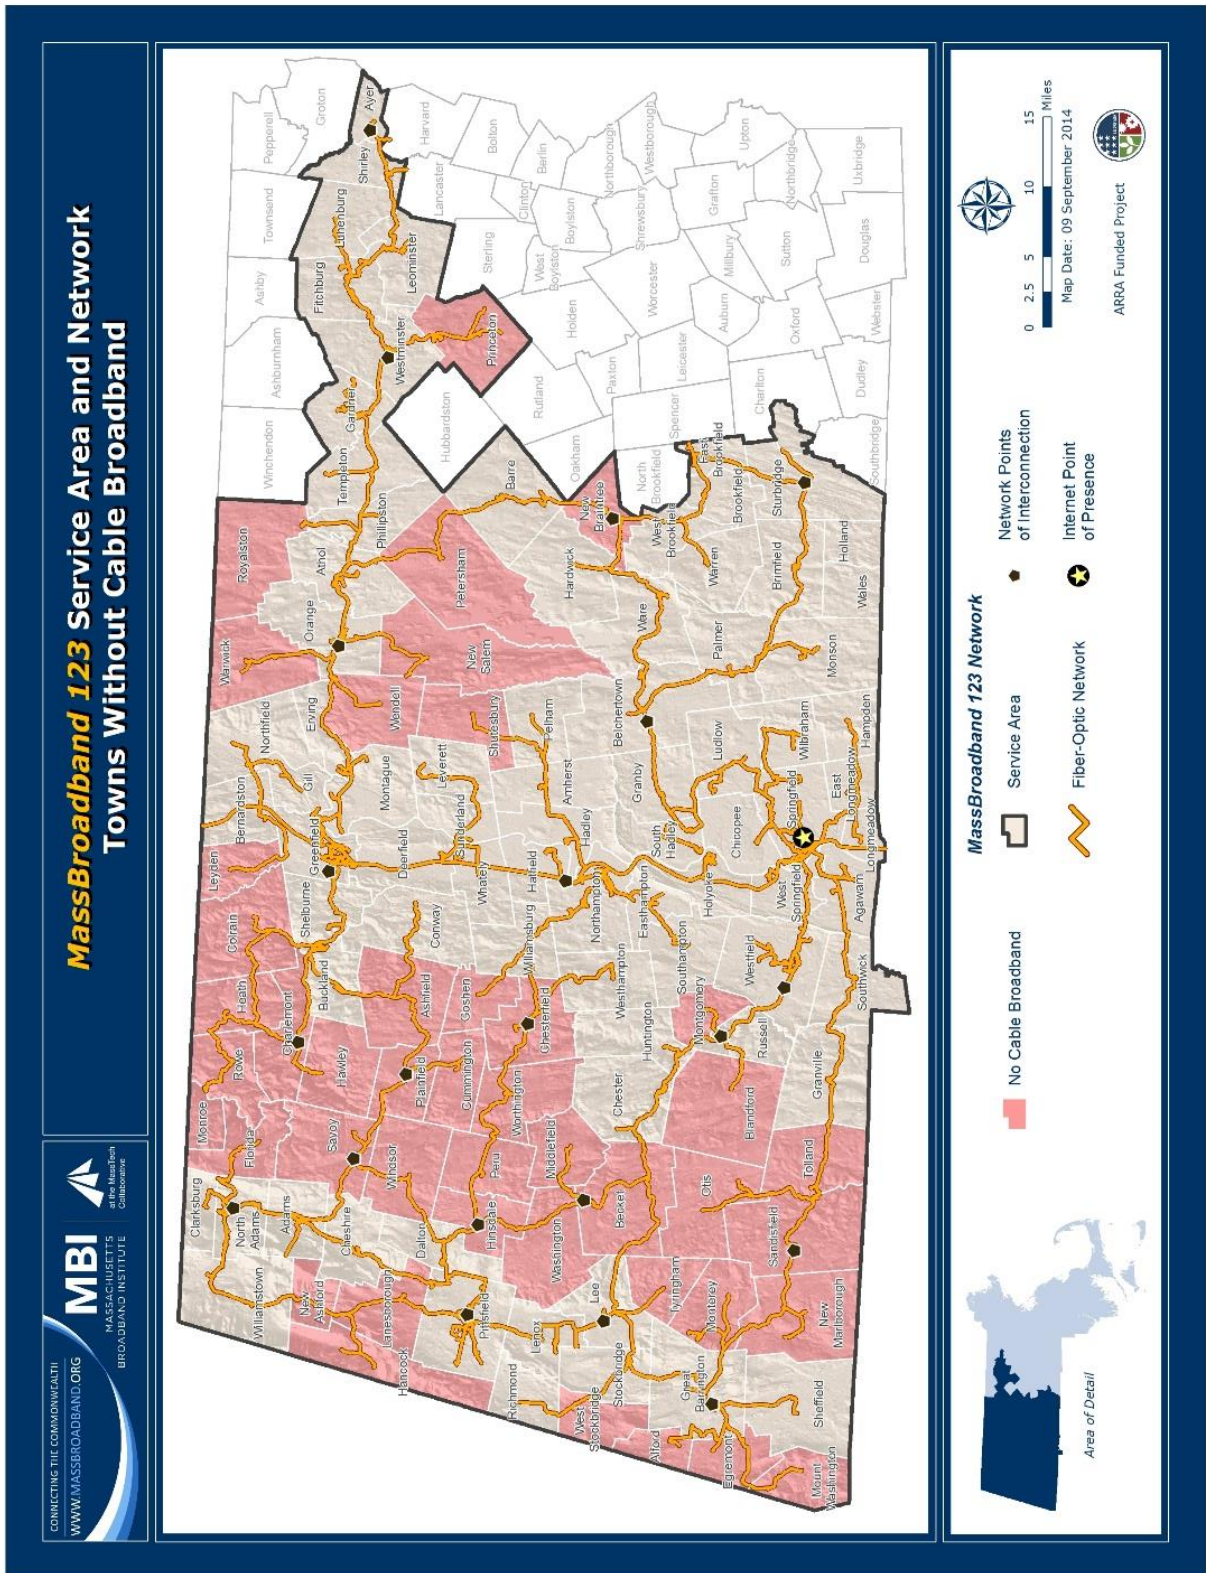 CONNECTING THE COMMONWEALTH
WWW.MASSBROADBAND.ORG
MBI
MASSACHUSETTS
BROADBAND INSTITUTE
at the MassTech
Collaborative
MassBroadband 123 Service Area and Network
Towns Without Cable Broadband
Clarksburg
Williamstown
North
Adams
Florida
Monroe
Rowe
Heath
Colrain
Leyden
Bernardston
Northfield
Warwick
Royalston
Winchendon
Ashburnham
Ashby
Townsend
Pepperell
Groton
New
Ashford
Adams
Savoy
Charlemont
Hawley
Buckland
Shelburne
Greenfield
Gill
Erving
Orange
Athol
Phillipston
Templeton
Gardner
Westminster
Fitchburg
Lunenburg
Leominster
Shirley
Ayer
Harvard
Lancaster
Hancock
Lanesborough
Cheshire
Windsor
Dalton
Plainfield
Cummington
Ashfield
Goshen
Conway
Deerfield
Whately
Sunderland
Montague
Leverett
Wendell
Shutesbury
New
Salem
Petersham
Barre
Hubbardston
Princeton
Sterling
Clinton
Bolton
Berlin
Pittsfield
Hinsdale
Peru
Worthington
Chesterfield
Williamsburg
Hatfield
Hadley
Amherst
Pelham
Hardwick
New
Braintree
Oakham
Rutland
Holden
West
Boylston
Boylston
Northborough
Westborough
Richmond
Lenox
Washington
Middlefield
Chester
Huntington
Westhampton
Northampton
Easthampton
Southampton
South
Hadley
Granby
Belchertown
Ware
West
Brookfield
North
Brookfield
Spencer
Paxton
Leicester
Worcester
Shrewsbury
Grafton
Upton
West
Stockbridge
Stockbridge
Lee
Becket
Montgomery
Holyoke
Chicopee
Ludlow
Palmer
Warren
Brookfield
East
Brookfield
Charlton
Auburn
Millbury
Sutton
Northbridge
Alford
Great
Barrington
Monterey
Tyringham
Otis
Blandford
Russell
Westfield
West
Springfield
Springfield
Wilbraham
Monson
Brimfield
Sturbridge
Oxford
Egremont
Mount
Washington
Sheffield
New
Marlborough
Sandisfield
Tolland
Granville
Southwick
Agawam
Longmeadow
East
Longmeadow
Hampden
Wales
Holland
Southbridge
Dudley
Webster
Douglas
Uxbridge
Area of Detail
No Cable Broadband
MassBroadband 123 Network
Service Area
Network Points
of Interconnection
Fiber-Optic Network
Internet Point
of Presence
0 2.5 5 10 15
Miles
Map Date: 09 September 2014
ARRA Funded Project